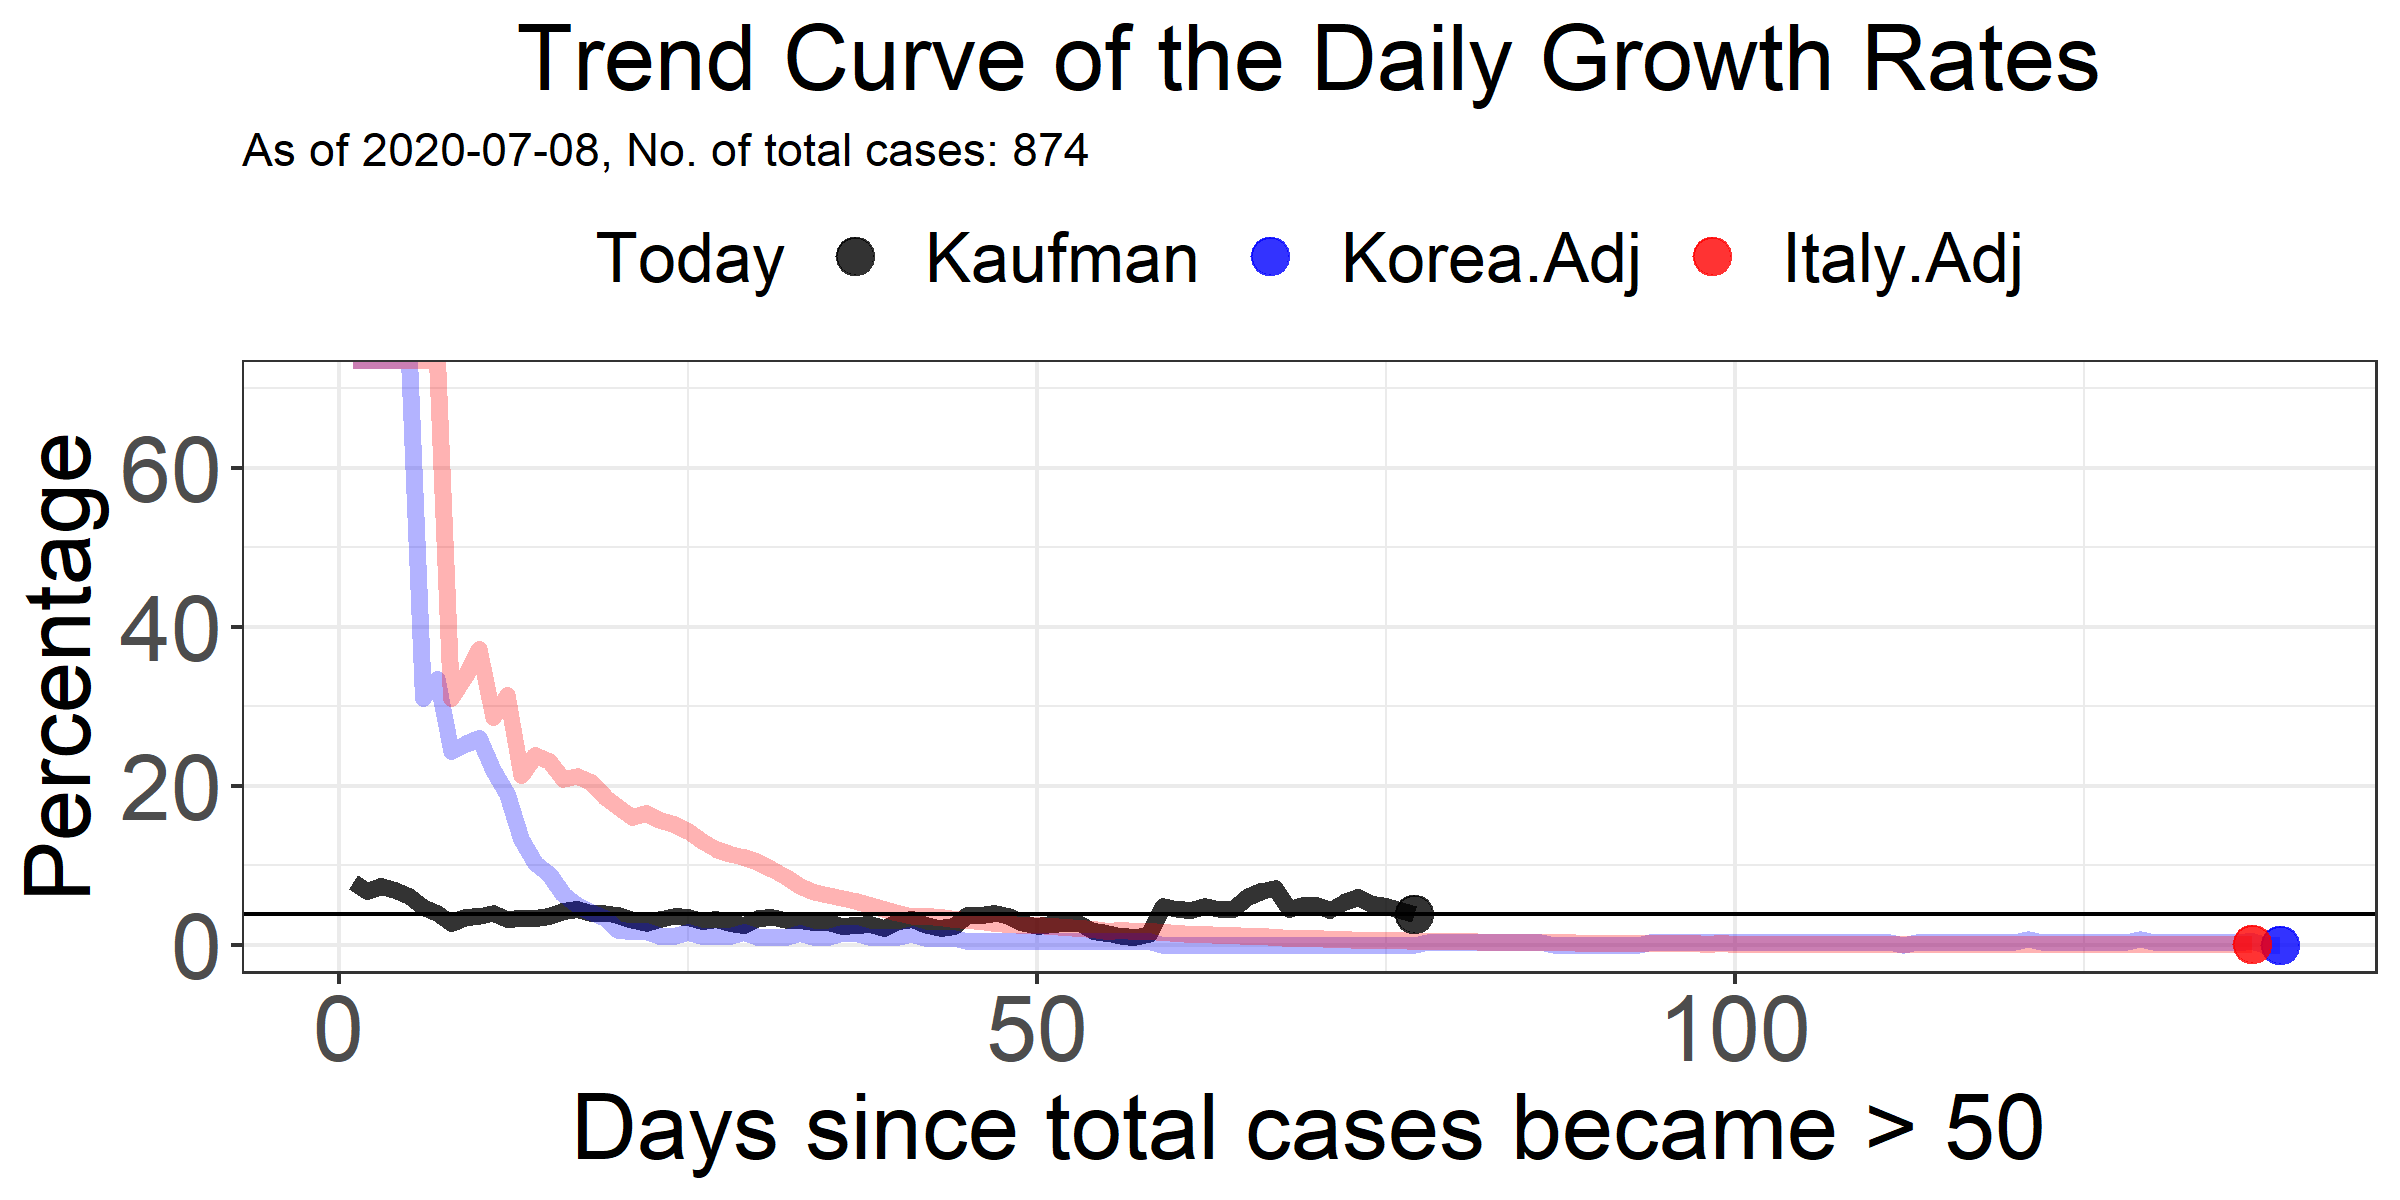 Trend Curve of the Daily Growth Rates
As of 2020-07-08, No. of total cases: 874
Today Kaufman Korea.Adj Italy.Adj
Percentage
60
40
20
0
0 50 100
Days since total cases became > 50